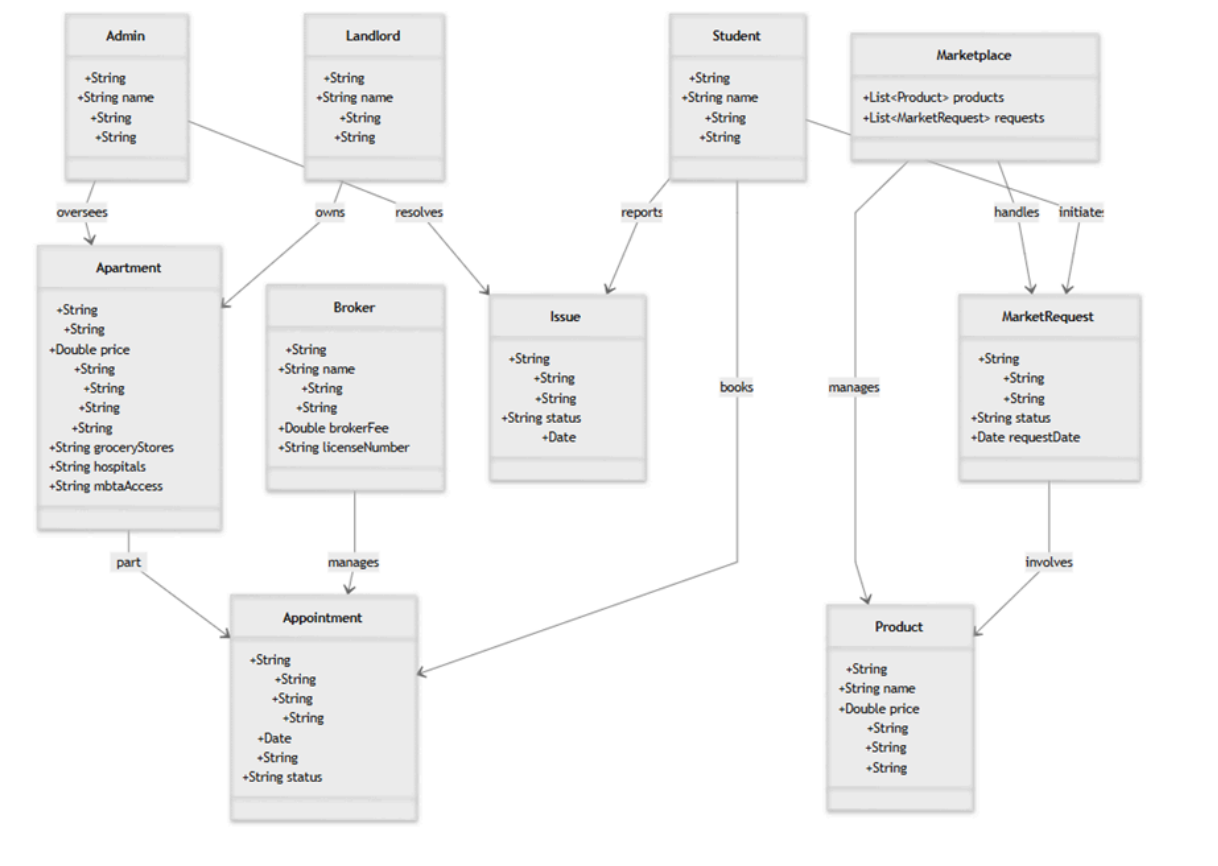 Admin
+String
+String name
+String
+String
Landlord
+String
+String name
+String
+String
Student
+String
+String name
+String
+String
Marketplace
+List<Product> products
+List<MarketRequest> requests
oversees
owns
resolves
reports
handles
initiates
Apartment
+String
+String
+Double price
+String
+String
+String
+String
+String groceryStores
+String hospitals
+String mbtaAccess
Broker
+String
+String name
+String
+String
+Double brokerFee
+String licenseNumber
Issue
+String
+String
+String
+String status
+Date
books
manages
MarketRequest
+String
+String
+String
+String status
+Date requestDate
part
manages
involves
Appointment
+String
+String
+String
+String
+Date
+String
+String status
Product
+String
+String name
+Double price
+String
+String
+String